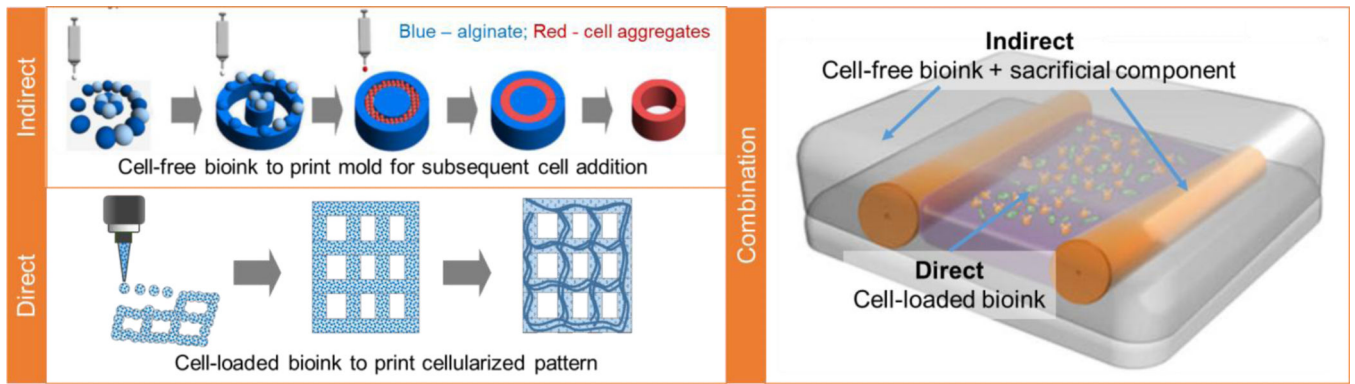 Indirect
Blue – alginate; Red - cell aggregates
Cell-free bioink to print mold for subsequent cell addition
Direct
Cell-loaded bioink to print cellularized pattern
Combination
Indirect
Cell-free bioink + sacrificial component
Direct
Cell-loaded bioink